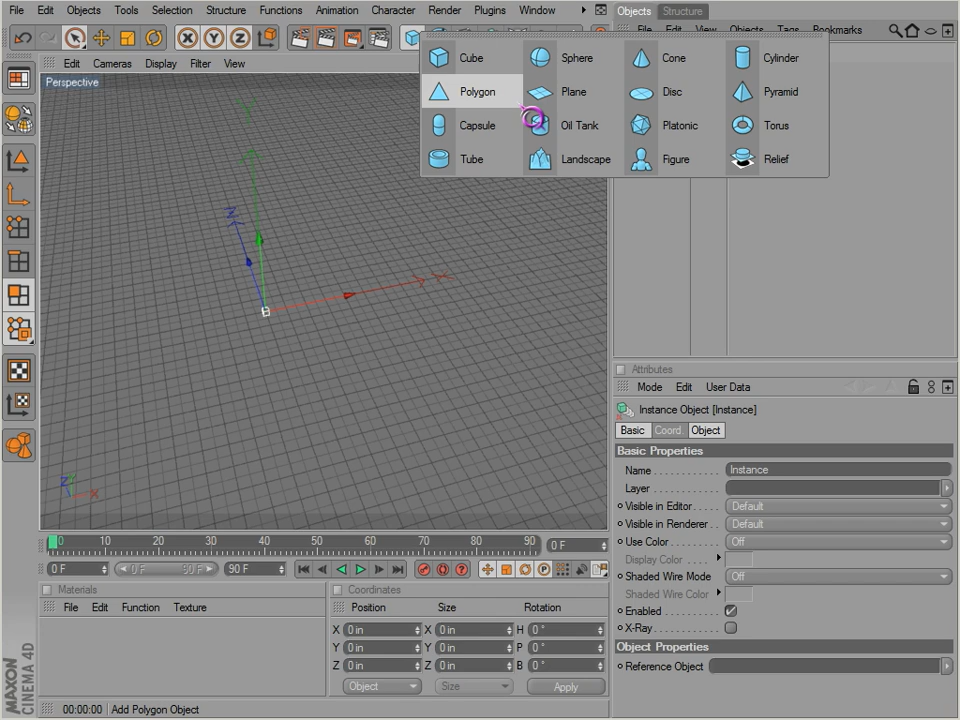 File Edit Objects Tools Selection Structure Functions Animation Character Render Plugins Window
Objects Structure
File Edit View Objects Tags Bookmarks
X Y Z
Edit Cameras Display Filter View
Perspective
Cube Sphere Cone Cylinder
Polygon Plane Disc Pyramid
Capsule Oil Tank Platonic Torus
Tube Landscape Figure Relief
Y
Z
X
Z Y X
Attributes
Mode Edit User Data
Instance Object [Instance]
Basic Coord. Object
Basic Properties
Name Instance
Layer
Visible in Editor Default
Visible in Renderer Default
Use Color Off
Display Color
Shaded Wire Mode Off
Shaded Wire Color
Enabled
X-Ray
Object Properties
Reference Object
0 10 20 30 40 50 60 70 80 90 0 F
0 F 0 F 90 F 90 F
Materials
File Edit Function Texture
Coordinates
Position Size Rotation
X 0 in X 0 in H 0 °
Y 0 in Y 0 in P 0 °
Z 0 in Z 0 in B 0 °
Object Size Apply
MAXON
CINEMA 4D
00:00:00 Add Polygon Object